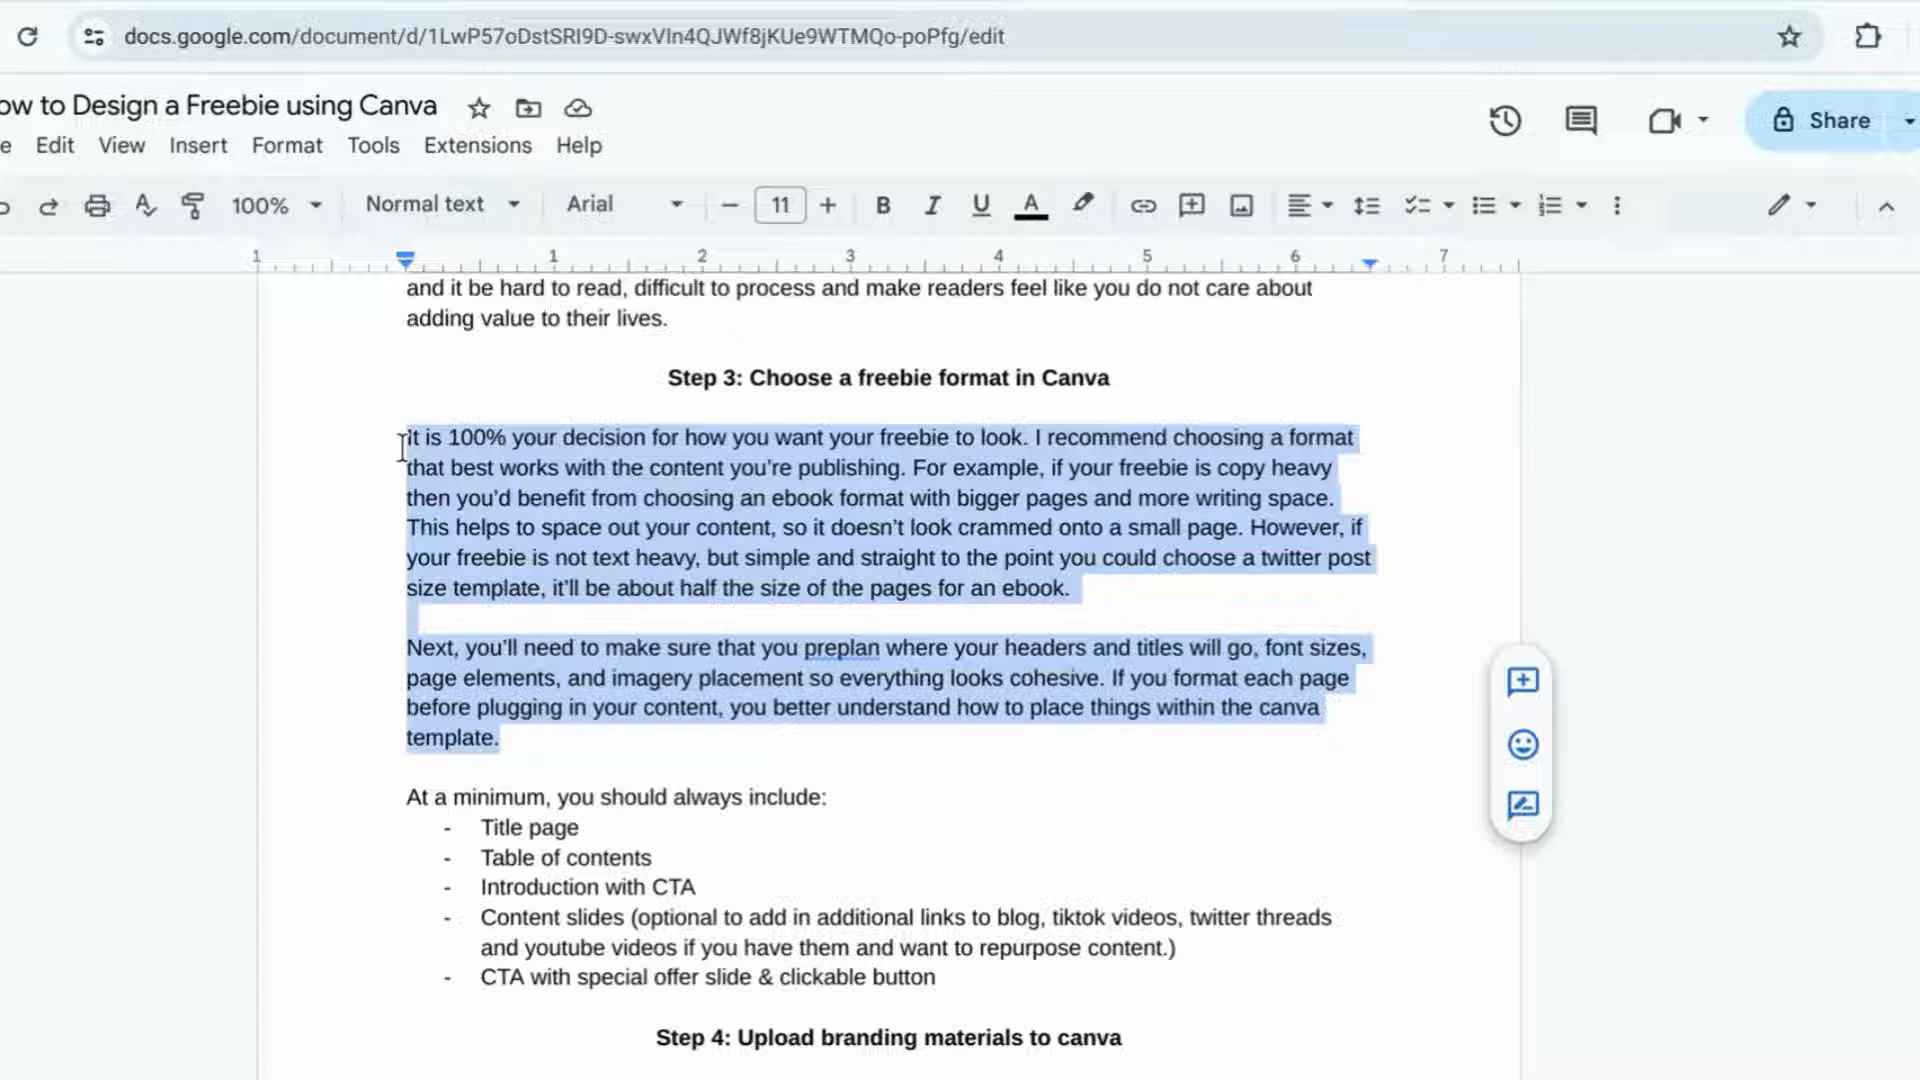 docs.google.com/document/d/1LwP57oDstSRI9D-swxVIn4QJWf8jKUe9WTMQo-poPfg/edit
ow to Design a Freebie using Canva
e Edit View Insert Format Tools Extensions Help
Share
100% Normal text Arial 11
1 1 2 3 4 5 6 7
and it be hard to read, difficult to process and make readers feel like you do not care about
adding value to their lives.
Step 3: Choose a freebie format in Canva
It is 100% your decision for how you want your freebie to look. I recommend choosing a format
that best works with the content you’re publishing. For example, if your freebie is copy heavy
then you’d benefit from choosing an ebook format with bigger pages and more writing space.
This helps to space out your content, so it doesn’t look crammed onto a small page. However, if
your freebie is not text heavy, but simple and straight to the point you could choose a twitter post
size template, it’ll be about half the size of the pages for an ebook.
Next, you’ll need to make sure that you preplan where your headers and titles will go, font sizes,
page elements, and imagery placement so everything looks cohesive. If you format each page
before plugging in your content, you better understand how to place things within the canva
template.
At a minimum, you should always include:
- Title page
- Table of contents
- Introduction with CTA
- Content slides (optional to add in additional links to blog, tiktok videos, twitter threads
and youtube videos if you have them and want to repurpose content.)
- CTA with special offer slide & clickable button
Step 4: Upload branding materials to canva